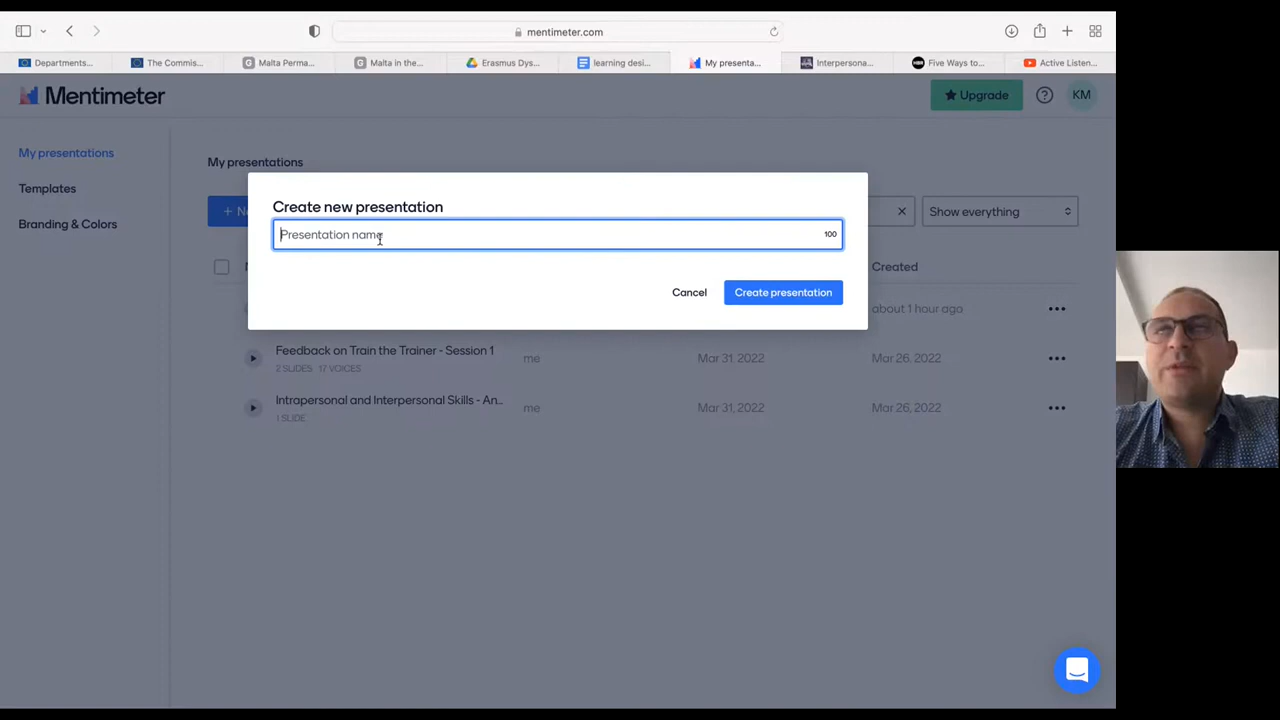 mentimeter.com
Departments...
The Commis...
Malta Perma...
Malta in the...
Erasmus Dys...
learning desi...
My presenta...
Interpersona...
Five Ways to...
Active Listen...
Mentimeter
Upgrade
KM
My presentations
Templates
Branding & Colors
My presentations
Show everything
Create new presentation
Presentation name
100
Cancel
Create presentation
Created
about 1 hour ago
Feedback on Train the Trainer - Session 1
me
Mar 31, 2022
Mar 26, 2022
2 SLIDES 17 VOICES
Intrapersonal and Interpersonal Skills - An...
me
Mar 31, 2022
Mar 26, 2022
1 SLIDE